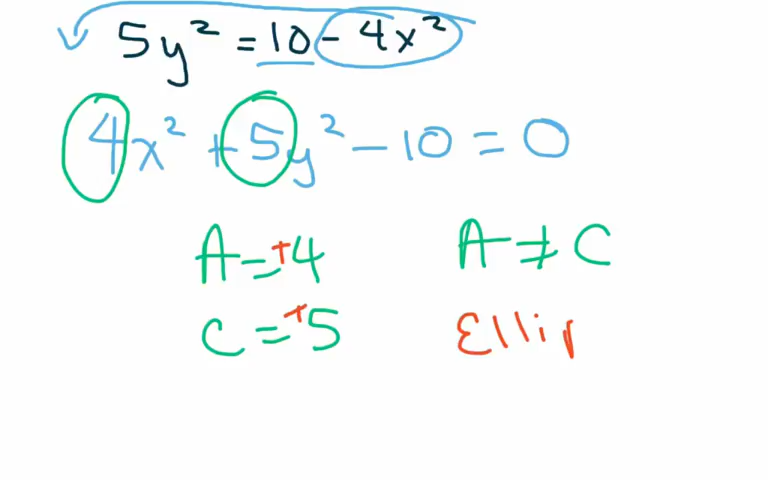 5y² = 10 - 4x²
4x² + 5y² - 10 = 0
A = +4 A ≠ C
C = +5 Ellip